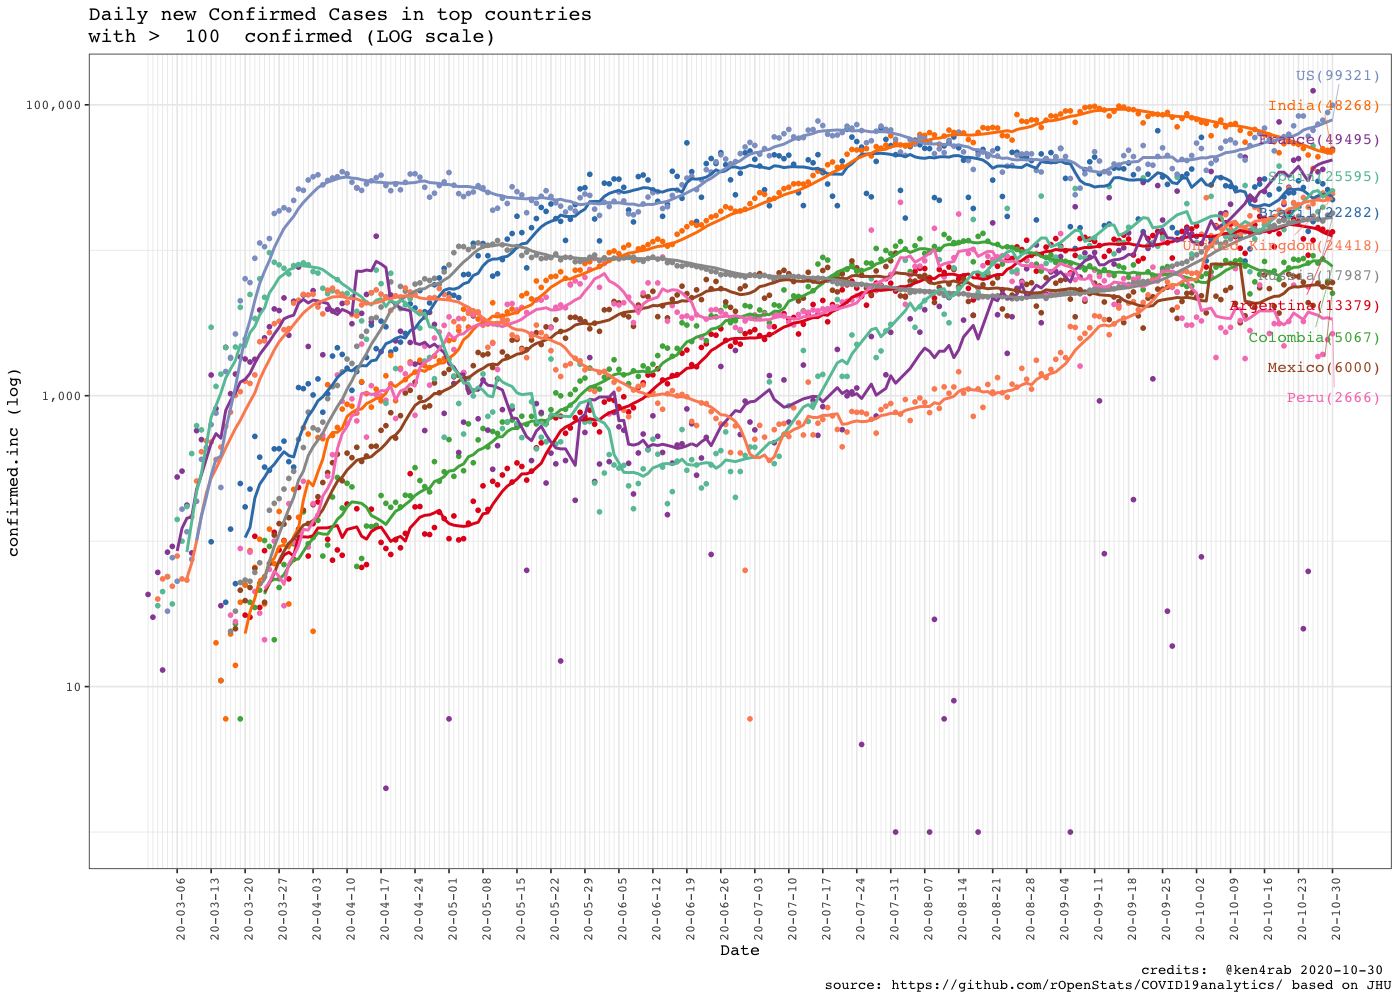 Daily new Confirmed Cases in top countries
with >  100  confirmed (LOG scale)
US(99321)
100,000
India(48268)
France(49495)
Spain(25595)
Brazil(22282)
United Kingdom(24418)
Russia(17987)
Argentina(13379)
Colombia(5067)
Mexico(6000)
1,000
Peru(2666)
confirmed.inc (log)
10
20-03-06
20-03-13
20-03-20
20-03-27
20-04-03
20-04-10
20-04-17
20-04-24
20-05-01
20-05-08
20-05-15
20-05-22
20-05-29
20-06-05
20-06-12
20-06-19
20-06-26
20-07-03
20-07-10
20-07-17
20-07-24
20-07-31
20-08-07
20-08-14
20-08-21
20-08-28
20-09-04
20-09-11
20-09-18
20-09-25
20-10-02
20-10-09
20-10-16
20-10-23
20-10-30
Date
credits:  @ken4rab 2020-10-30
source: https://github.com/rOpenStats/COVID19analytics/ based on JHU